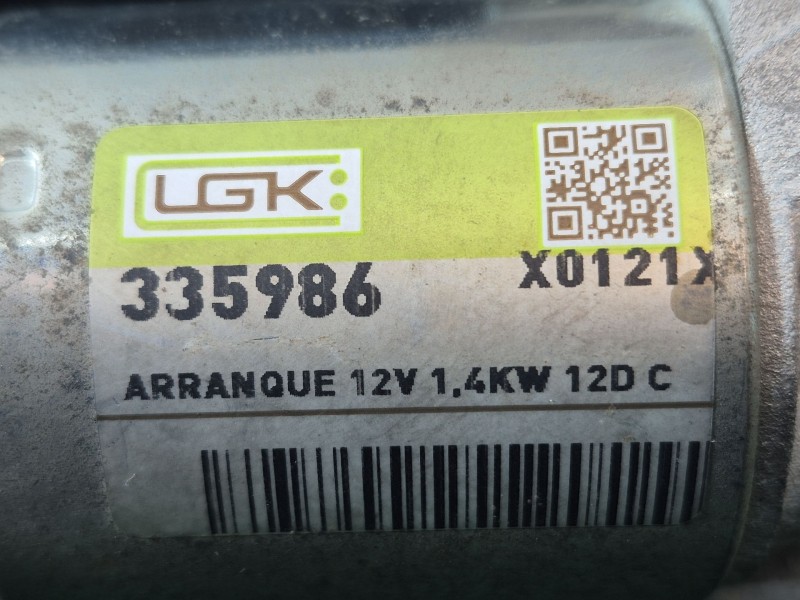 LGK:
335986
X0121X
ARRANQUE 12V 1,4KW 12D C